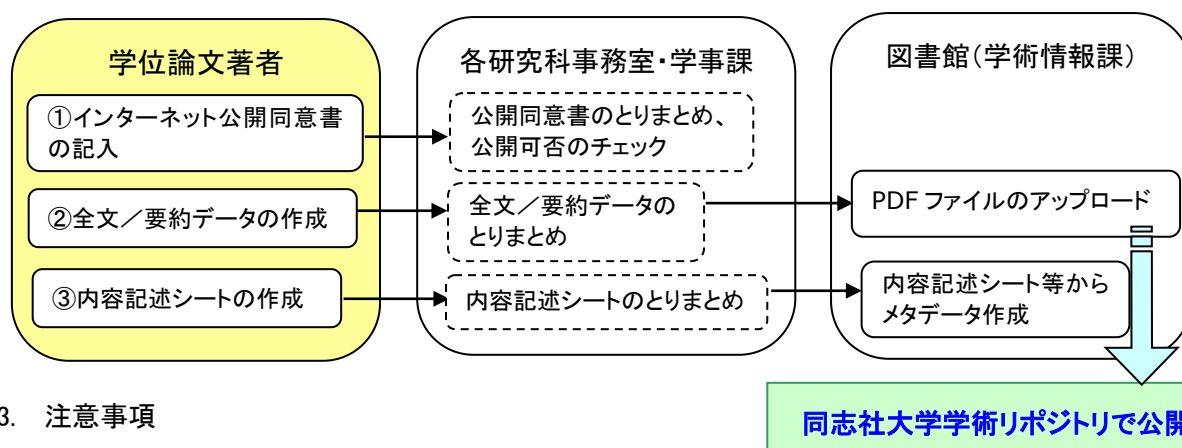 学位論文著者
①インターネット公開同意書
の記入
②全文／要約データの作成
③内容記述シートの作成
各研究科事務室・学事課
公開同意書のとりまとめ、
公開可否のチェック
全文／要約データの
とりまとめ
内容記述シートのとりまとめ
図書館（学術情報課）
PDF ファイルのアップロード
内容記述シート等から
メタデータ作成
同志社大学学術リポジトリで公開
3. 注意事項